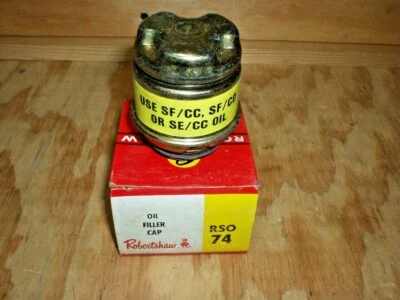 USE SF/CC, SF/CD
OR SE/CC OIL
OIL
FILLER
CAP
Robertshaw
RSO
74